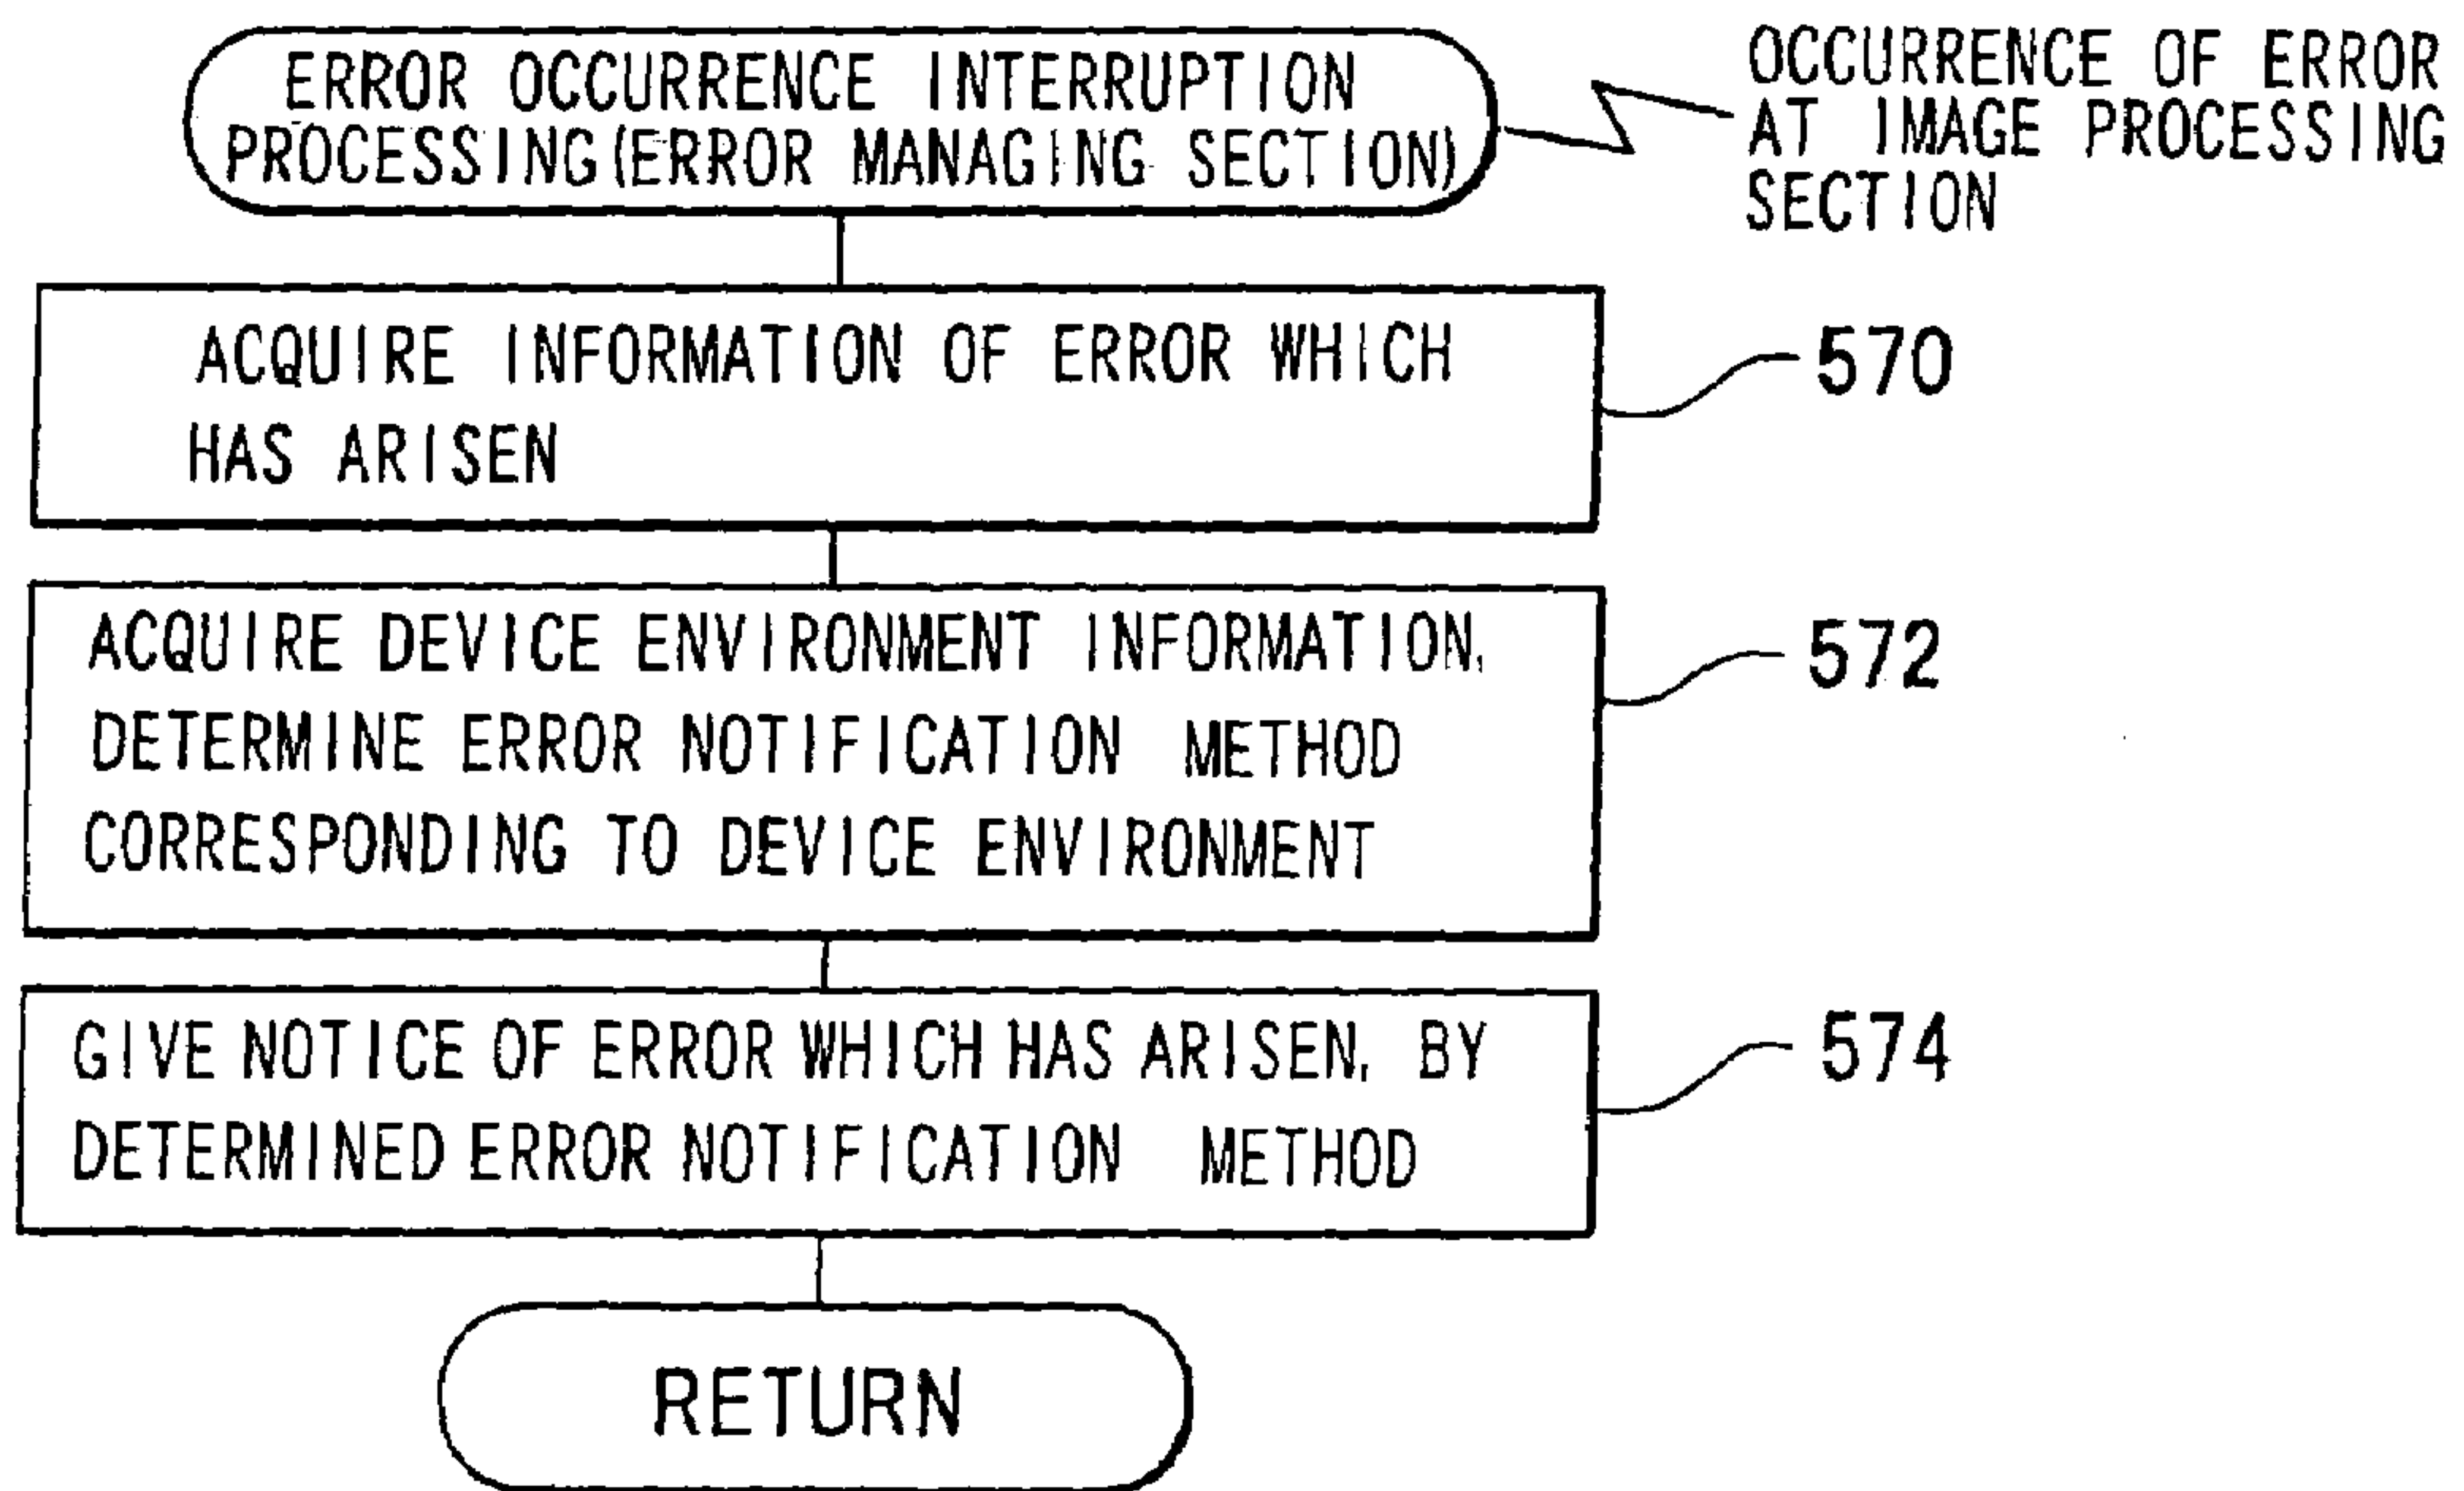 ERROR OCCURRENCE INTERRUPTION
PROCESSING(ERROR MANAGING SECTION)
OCCURRENCE OF ERROR
AT IMAGE PROCESSING
SECTION
ACQUIRE INFORMATION OF ERROR WHICH
HAS ARISEN
570
ACQUIRE DEVICE ENVIRONMENT INFORMATION,
DETERMINE ERROR NOTIFICATION METHOD
CORRESPONDING TO DEVICE ENVIRONMENT
572
GIVE NOTICE OF ERROR WHICH HAS ARISEN, BY
DETERMINED ERROR NOTIFICATION METHOD
574
RETURN